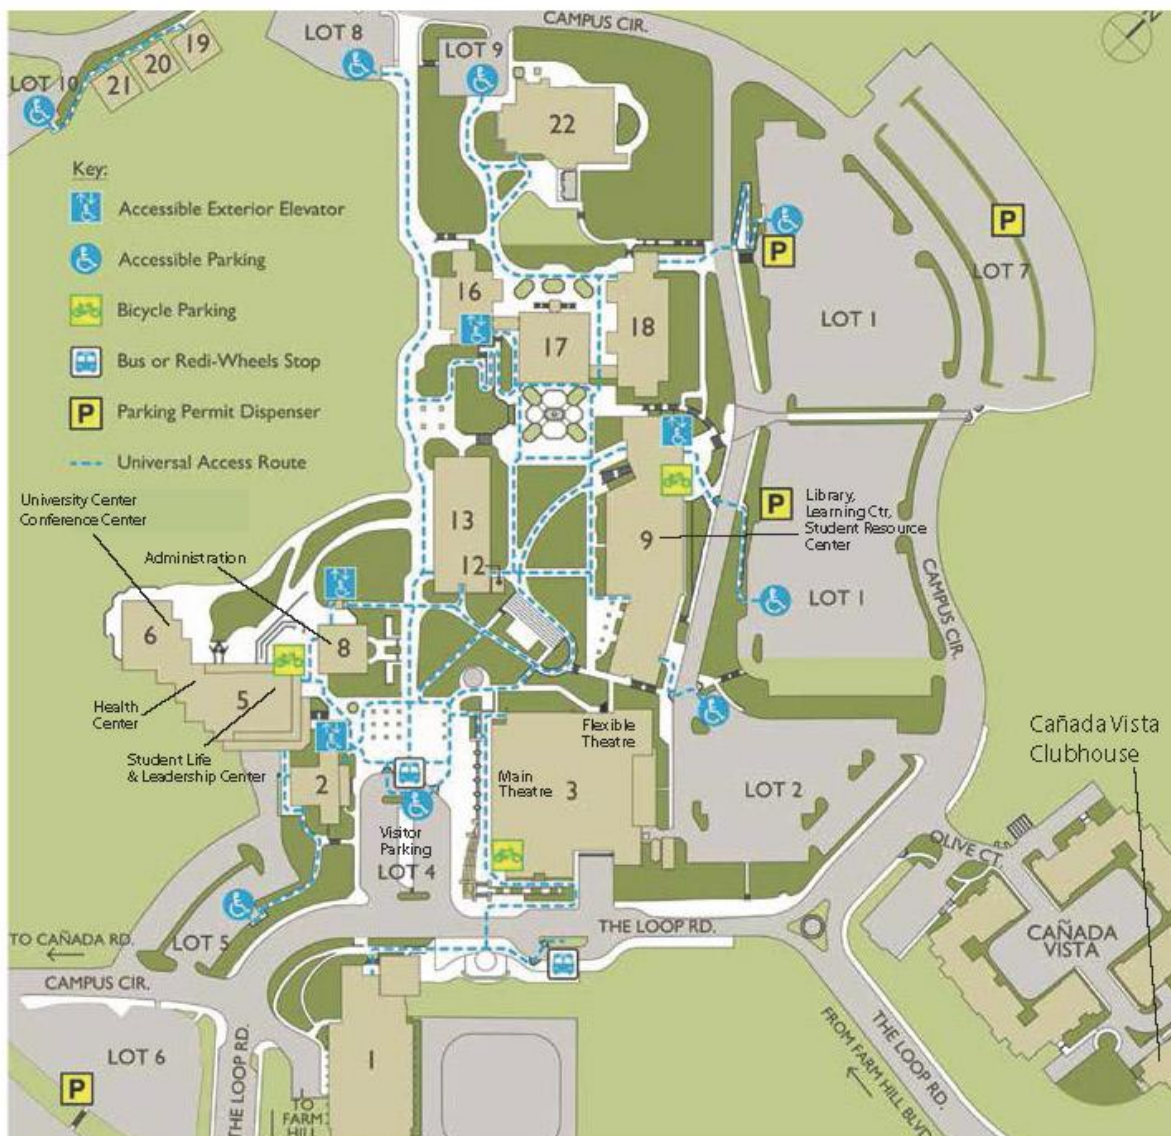 CAMPUS CIR.
N
LOT 8
LOT 9
19
20
21
LOT 10
22
Key:
Accessible Exterior Elevator
Accessible Parking
Bicycle Parking
Bus or Redi-Wheels Stop
P
Parking Permit Dispenser
Universal Access Route
P
P
LOT 7
LOT 1
16
17
18
University Center
Conference Center
Administration
13
12
9
P
Library,
Learning Ctr,
Student Resource
Center
LOT 1
CAMPUS CIR.
6
8
5
Health
Center
Student Life
& Leadership Center
2
Flexible
Theatre
Main
Theatre
3
LOT 2
Visitor
Parking
LOT 4
Cañada Vista
Clubhouse
OLIVE CT.
CAÑADA
VISTA
THE LOOP RD.
TO CAÑADA RD.
LOT 5
CAMPUS CIR.
LOT 6
P
THE LOOP RD.
TO
FARM
HILL
1
THE LOOP RD.
FROM FARM HILL BLVD